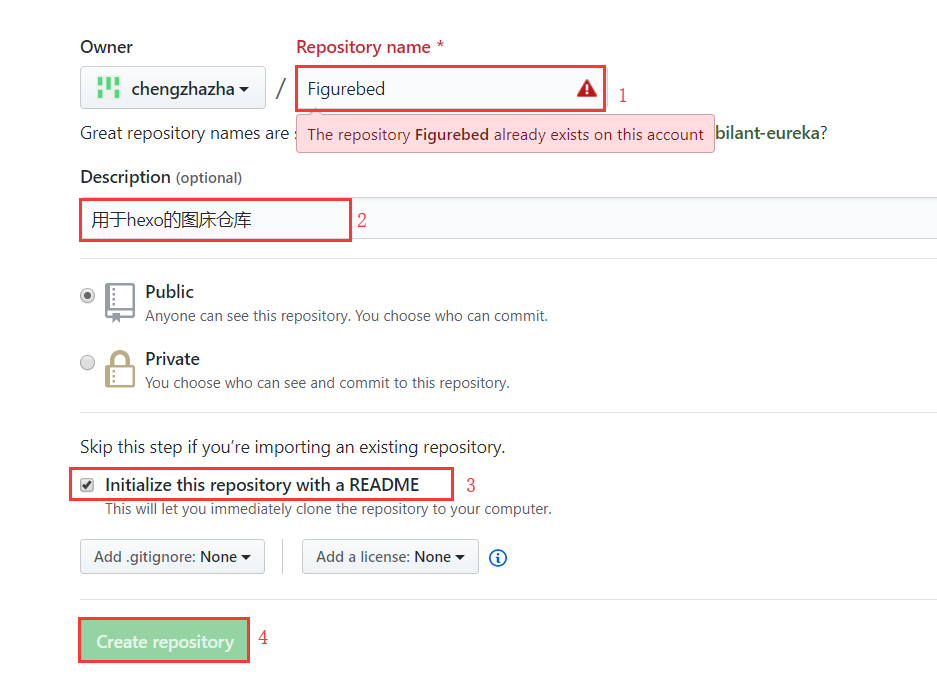 Owner
Repository name *
chengzhazha / Figurebed 1
Great repository names are
The repository Figurebed already exists on this account
bilant-eureka?
Description (optional)
用于hexo的图床仓库 2
Public
Anyone can see this repository. You choose who can commit.
Private
You choose who can see and commit to this repository.
Skip this step if you’re importing an existing repository.
Initialize this repository with a README 3
This will let you immediately clone the repository to your computer.
Add .gitignore: None
Add a license: None
Create repository 4